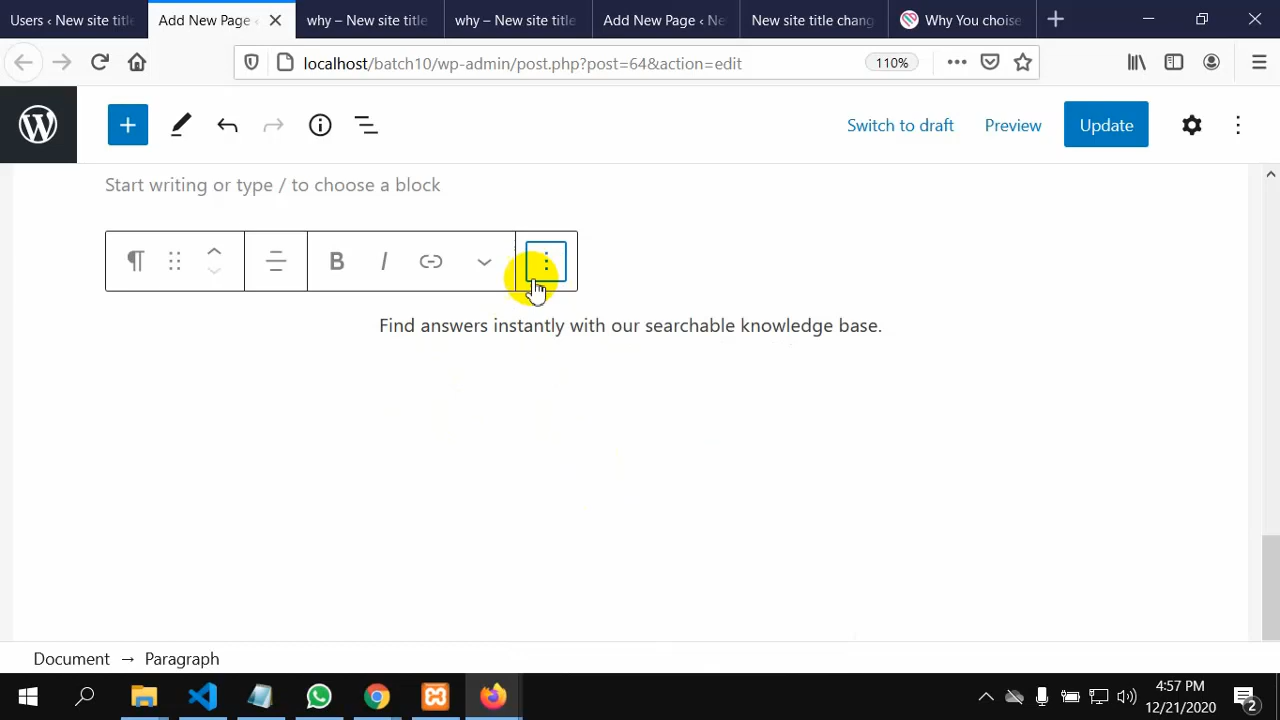 Users ‹ New site titl
Add New Page ‹
why – New site title
why – New site title
Add New Page ‹ Ne
New site title chang
Why You choise
localhost/batch10/wp-admin/post.php?post=64&action=edit
110%
Switch to draft
Preview
Update
Start writing or type / to choose a block
B
I
Find answers instantly with our searchable knowledge base.
Document → Paragraph
4:57 PM
12/21/2020
2